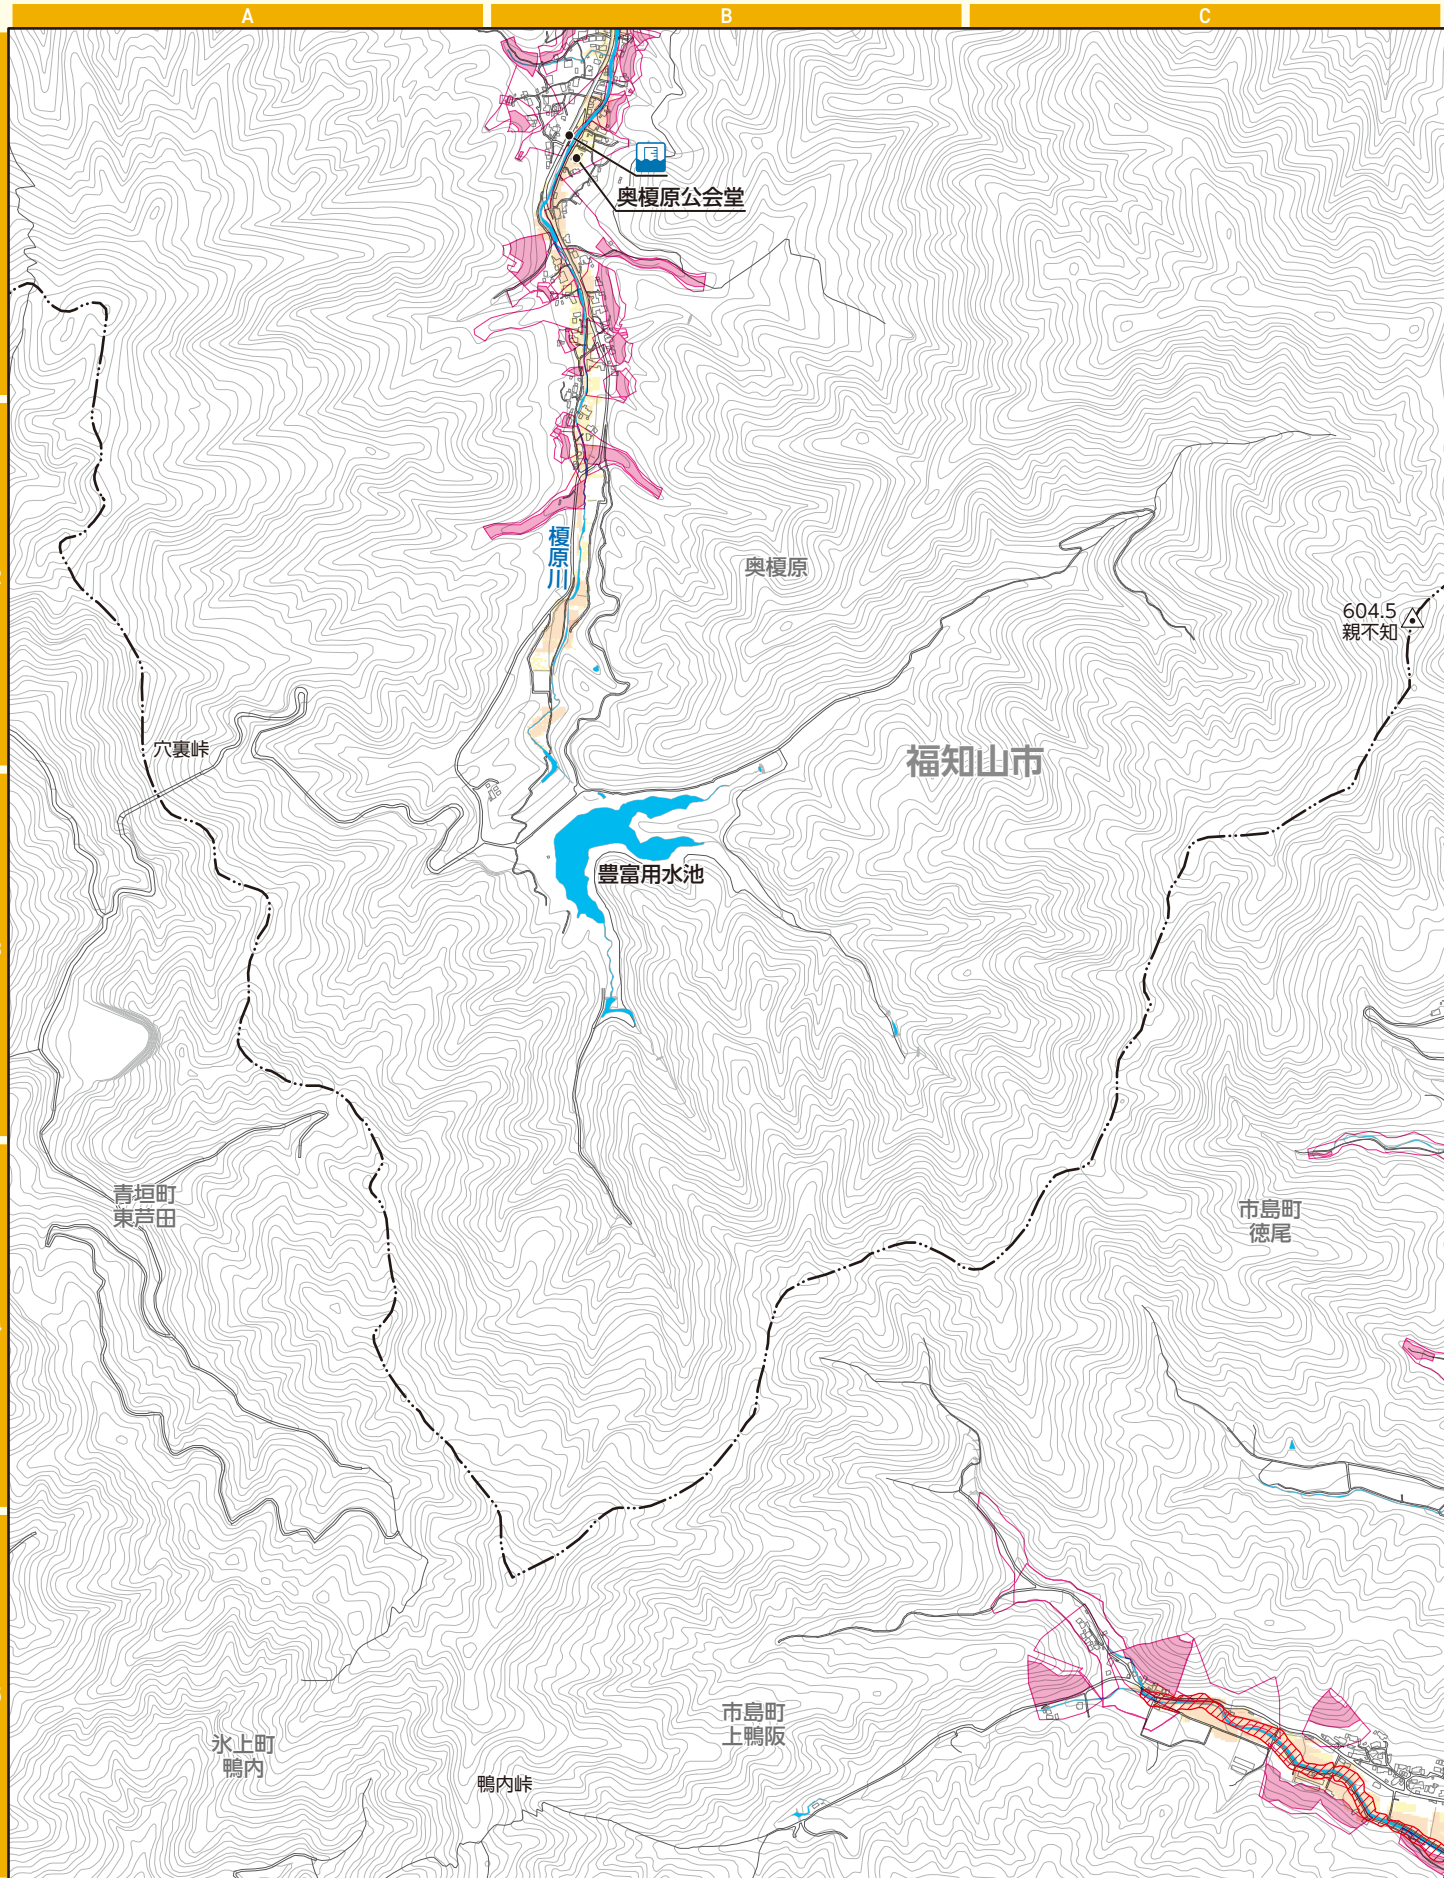 A
B
C
奥榎原公会堂
榎原川
奥榎原
604.5
親不知
穴裏峠
福知山市
豊富用水池
青垣町
東芦田
市島町
徳尾
市島町
上鴨阪
氷上町
鴨内
鴨内峠